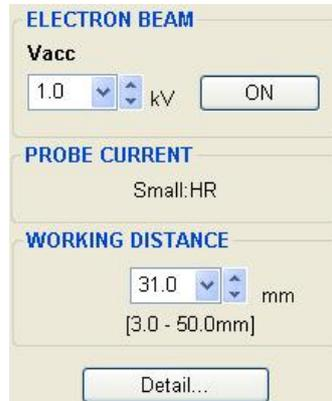 ELECTRON BEAM
Vacc
1.0 kV ON
PROBE CURRENT
Small:HR
WORKING DISTANCE
31.0 mm
[3.0 - 50.0mm]
Detail...